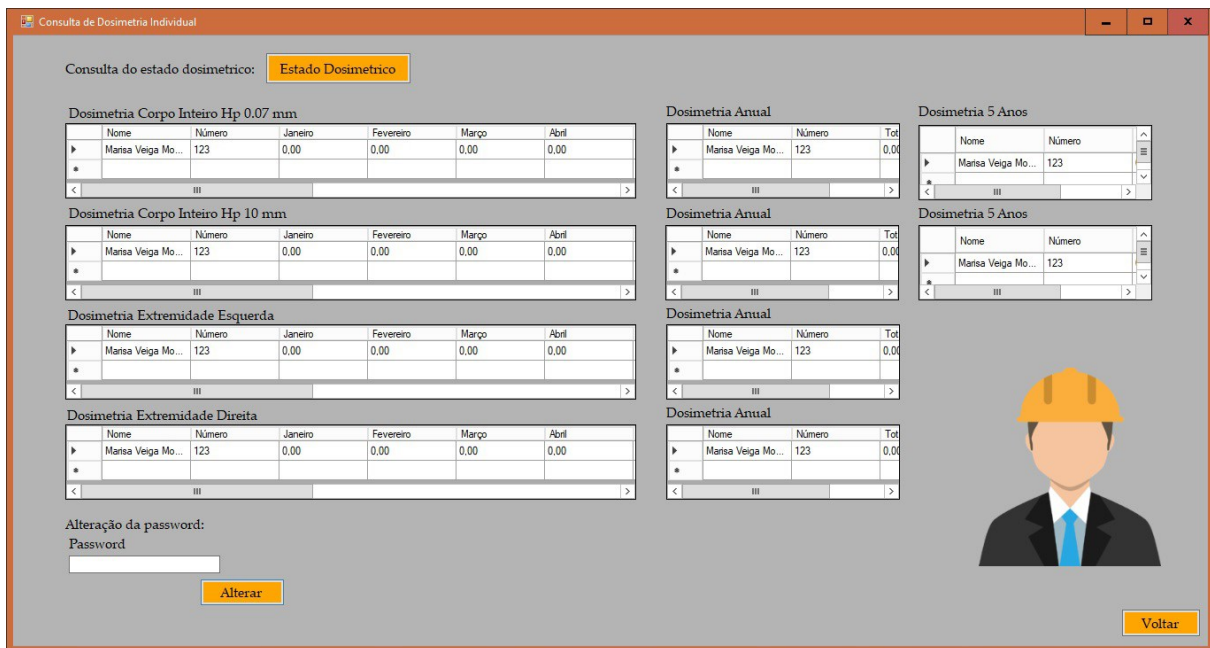 Consulta de Dosimetria Individual
Consulta do estado dosimetrico: Estado Dosimetrico
Dosimetria Corpo Inteiro Hp 0.07 mm
Nome Número Janeiro Fevereiro Março Abril
Marisa Veiga Mo... 123 0,00 0,00 0,00 0,00
Dosimetria Anual
Nome Número Tot
Marisa Veiga Mo... 123 0,00
Dosimetria 5 Anos
Nome Número
Marisa Veiga Mo... 123
Dosimetria Corpo Inteiro Hp 10 mm
Nome Número Janeiro Fevereiro Março Abril
Marisa Veiga Mo... 123 0,00 0,00 0,00 0,00
Dosimetria Anual
Nome Número Tot
Marisa Veiga Mo... 123 0,00
Dosimetria 5 Anos
Nome Número
Marisa Veiga Mo... 123
Dosimetria Extremidade Esquerda
Nome Número Janeiro Fevereiro Março Abril
Marisa Veiga Mo... 123 0,00 0,00 0,00 0,00
Dosimetria Anual
Nome Número Tot
Marisa Veiga Mo... 123 0,00
Dosimetria Extremidade Direita
Nome Número Janeiro Fevereiro Março Abril
Marisa Veiga Mo... 123 0,00 0,00 0,00 0,00
Dosimetria Anual
Nome Número Tot
Marisa Veiga Mo... 123 0,00
Alteração da password:
Password
Alterar
Voltar